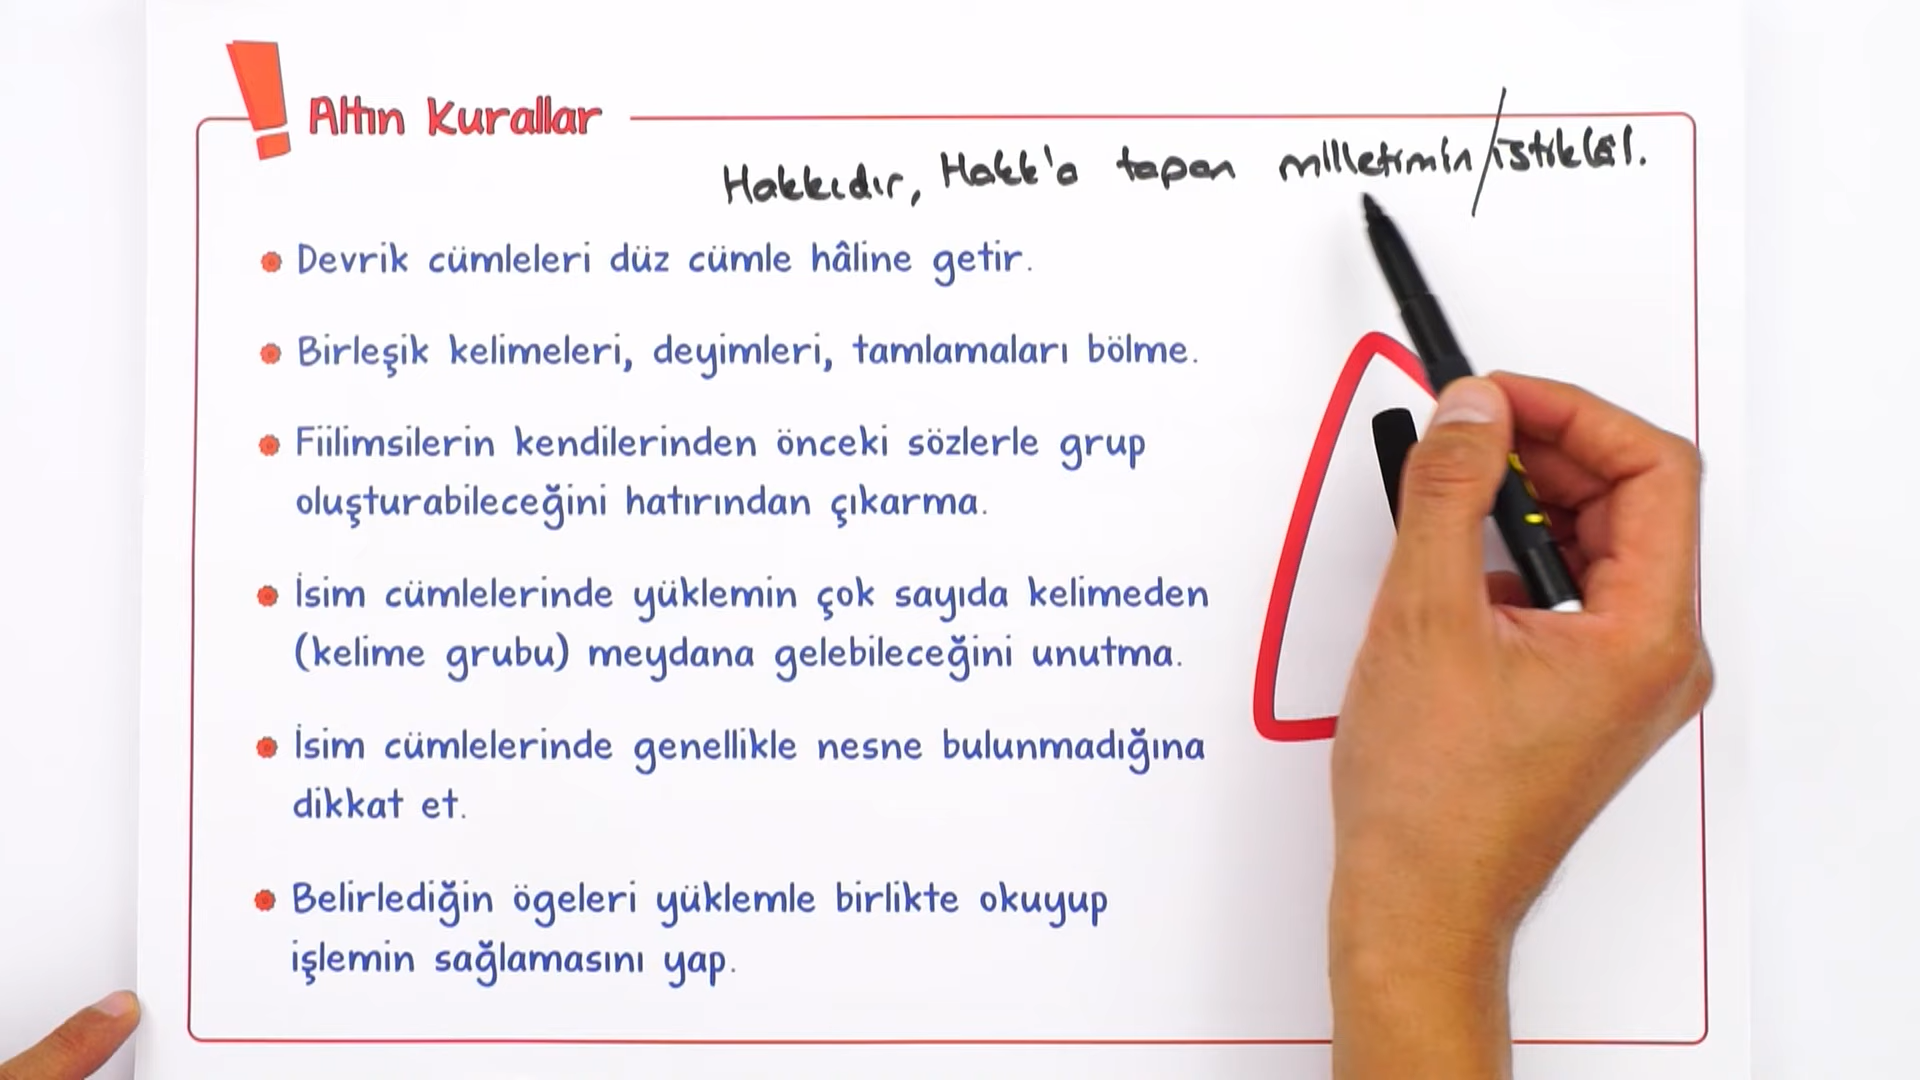 Altın Kurallar
Hakkıdır, Hakk'a tapan milletimin/istiklâl.
Devrik cümleleri düz cümle hâline getir.
Birleşik kelimeleri, deyimleri, tamlamaları bölme.
Fiilimsilerin kendilerinden önceki sözlerle grup
oluşturabileceğini hatırından çıkarma.
İsim cümlelerinde yüklemin çok sayıda kelimeden
(kelime grubu) meydana gelebileceğini unutma.
İsim cümlelerinde genellikle nesne bulunmadığına
dikkat et.
Belirlediğin ögeleri yüklemle birlikte okuyup
işlemin sağlamasını yap.